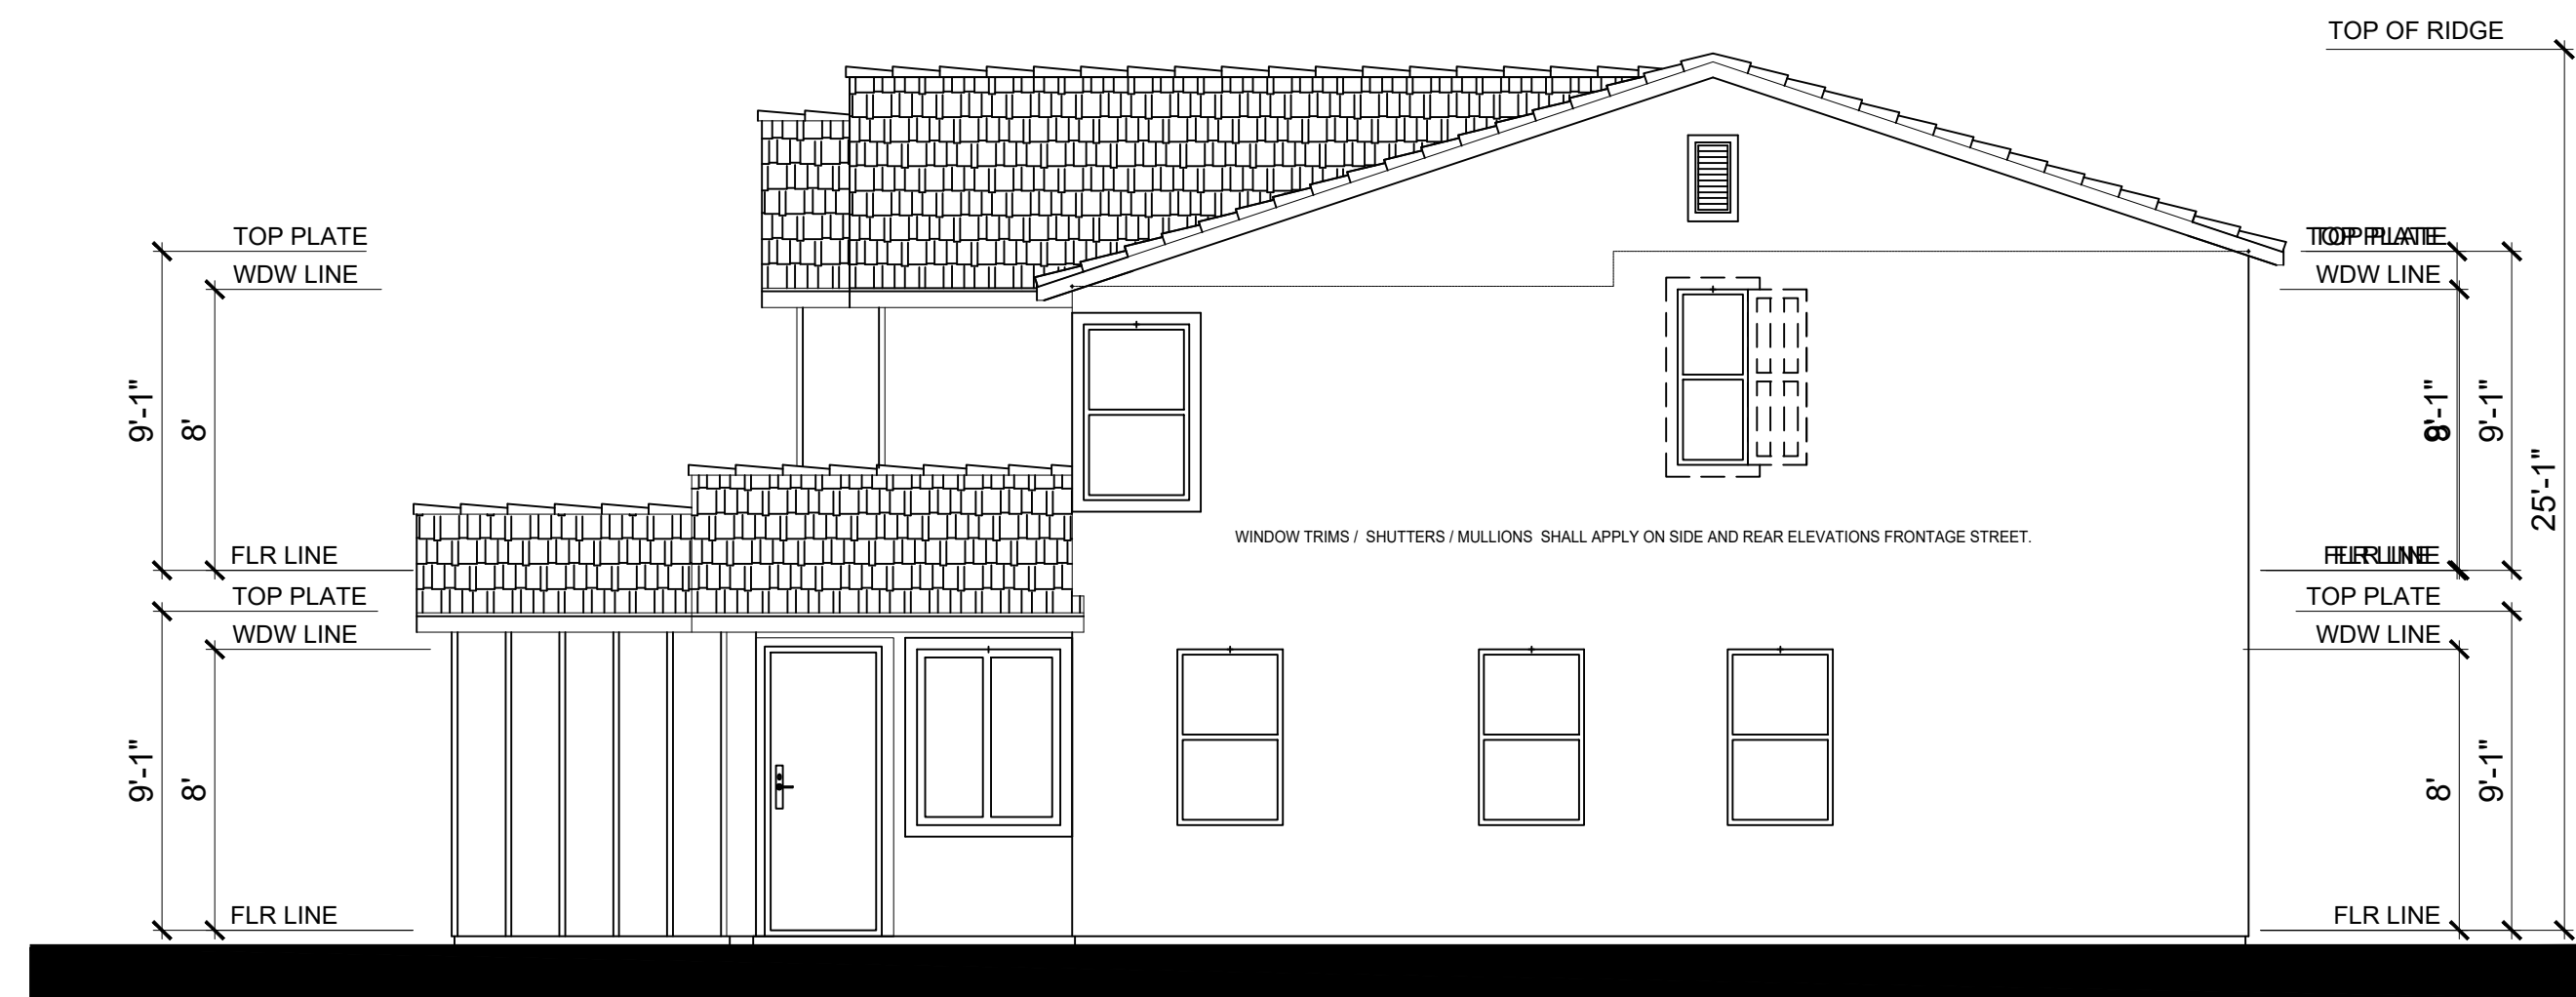 TOP OF RIDGE
TOP PLATE
WDW LINE
9'-1"
8'
FLR LINE
TOP PLATE
WDW LINE
9'-1"
8'
FLR LINE
WINDOW TRIMS / SHUTTERS / MULLIONS SHALL APPLY ON SIDE AND REAR ELEVATIONS FRONTAGE STREET.
TOP PLATE
WDW LINE
9'-1"
25'-1"
FLR LINE
TOP PLATE
WDW LINE
8'
9'-1"
FLR LINE